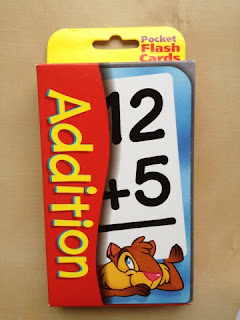 Pocket
Flash
Cards
Addition
12
+5